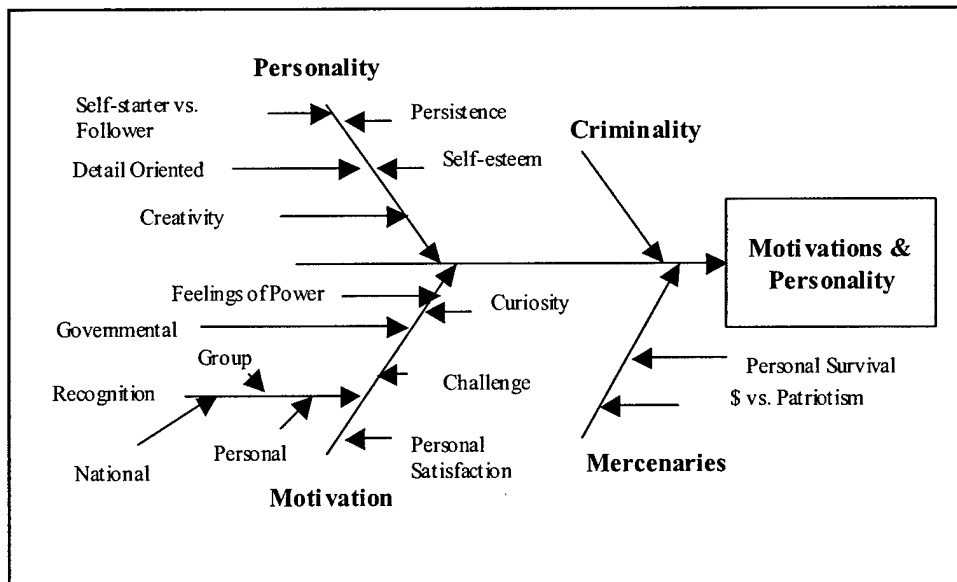 Personality
Self-starter vs.
Follower
Persistence
Criminality
Detail Oriented
Self-esteem
Creativity
Motivations &
Personality
Feelings of Power
Curiosity
Governmental
Group
Personal Survival
Recognition
Challenge
$ vs. Patriotism
National
Personal
Personal
Satisfaction
Mercenaries
Motivation